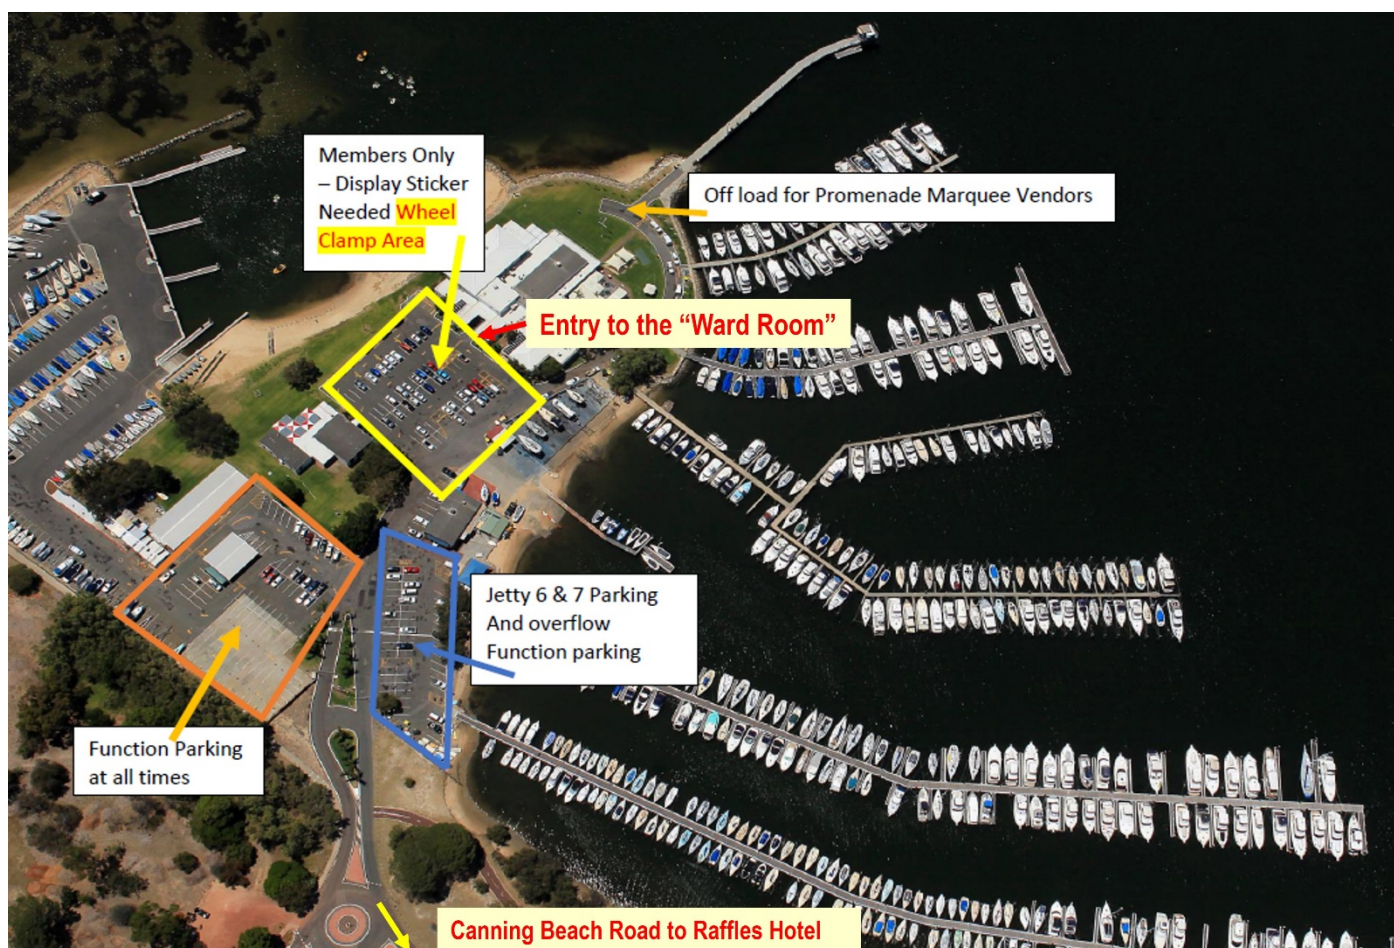 Members Only
– Display Sticker
Needed Wheel
Clamp Area
Off load for Promenade Marquee Vendors
Entry to the “Ward Room”
Jetty 6 & 7 Parking
And overflow
Function parking
Function Parking
at all times
Canning Beach Road to Raffles Hotel